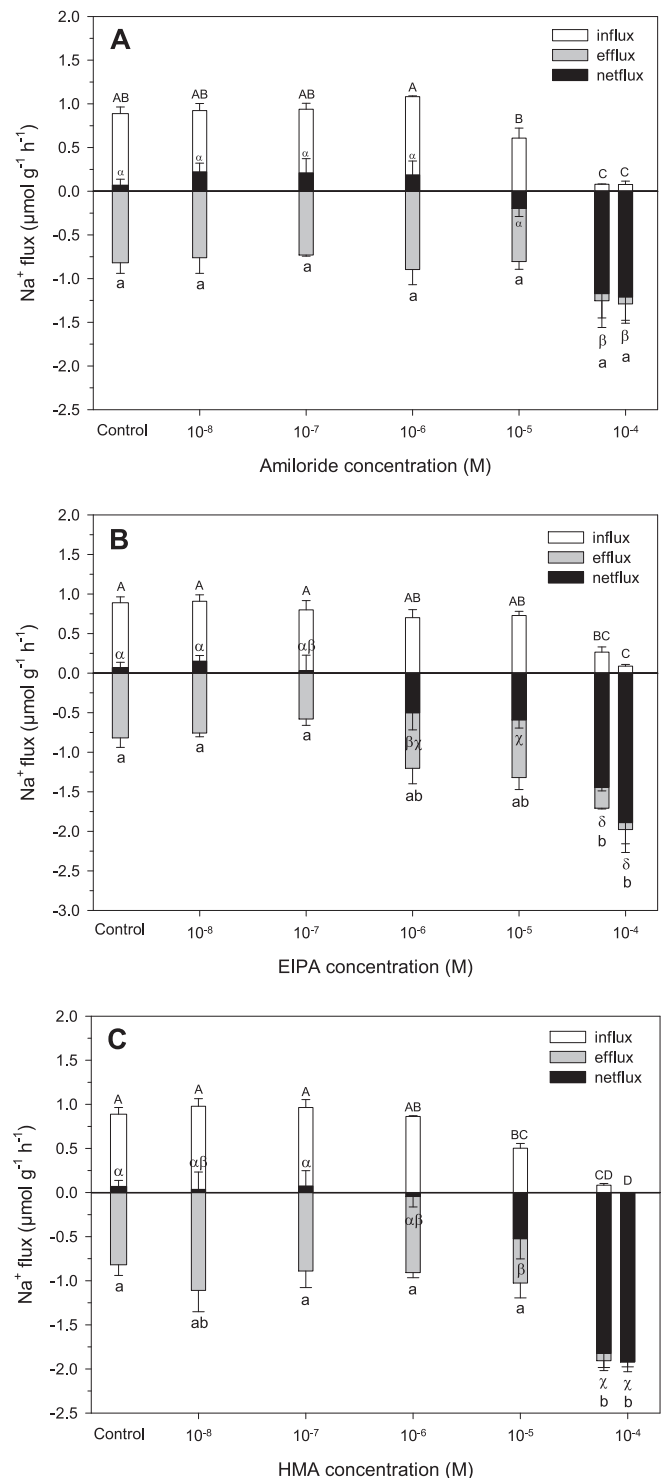 A
influx
efflux
netflux
2.0
1.5
1.0
0.5
0.0
-0.5
-1.0
-1.5
-2.0
-2.5
Na⁺ flux (µmol g⁻¹ h⁻¹)
AB AB AB A B C C
α α α α α
a a a a a
β β
a a
Control 10⁻⁸ 10⁻⁷ 10⁻⁶ 10⁻⁵ 10⁻⁴
Amiloride concentration (M)
B
influx
efflux
netflux
2.0
1.5
1.0
0.5
0.0
-0.5
-1.0
-1.5
-2.0
-2.5
-3.0
Na⁺ flux (µmol g⁻¹ h⁻¹)
A A A AB AB BC C
α α αβ βχ χ
a a a ab ab
δ δ
b b
Control 10⁻⁸ 10⁻⁷ 10⁻⁶ 10⁻⁵ 10⁻⁴
EIPA concentration (M)
C
influx
efflux
netflux
2.0
1.5
1.0
0.5
0.0
-0.5
-1.0
-1.5
-2.0
-2.5
Na⁺ flux (µmol g⁻¹ h⁻¹)
A A A AB BC CD D
α αβ α αβ β
a ab a a a
χ χ
b b
Control 10⁻⁸ 10⁻⁷ 10⁻⁶ 10⁻⁵ 10⁻⁴
HMA concentration (M)